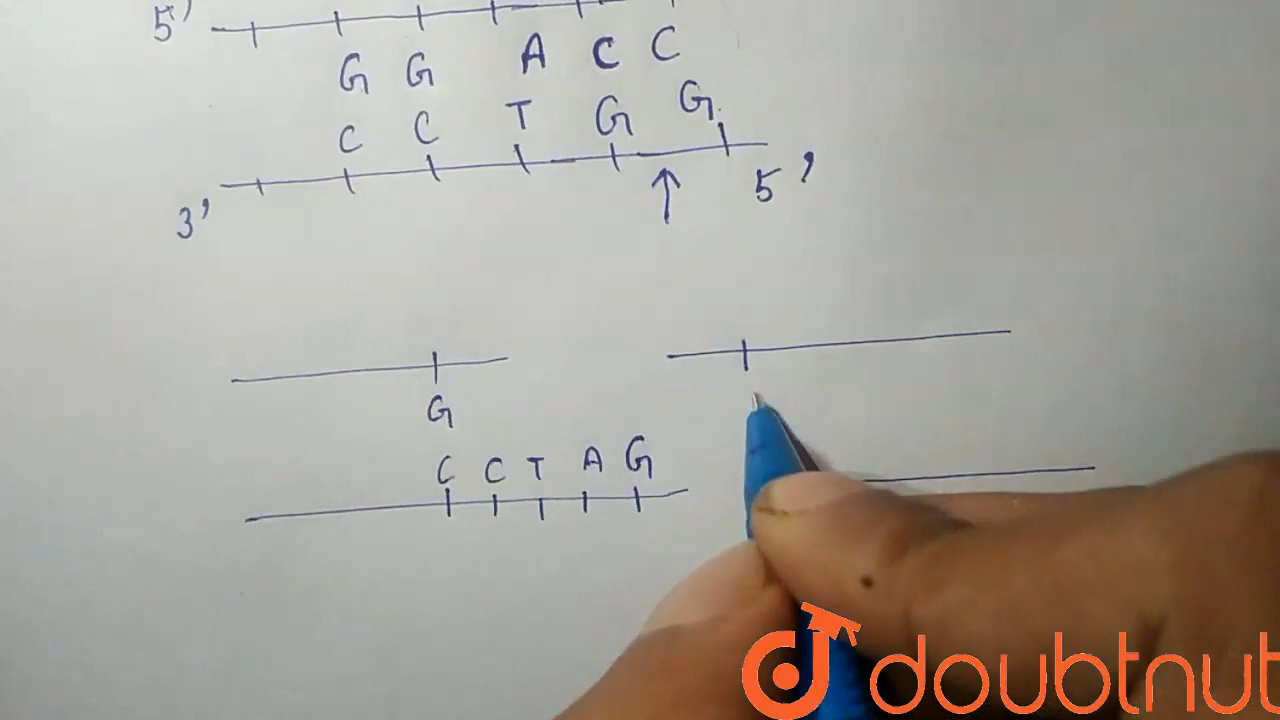 5'
G G A C C
C C T G G
3' 5'
G
C C T A G
doubtnut